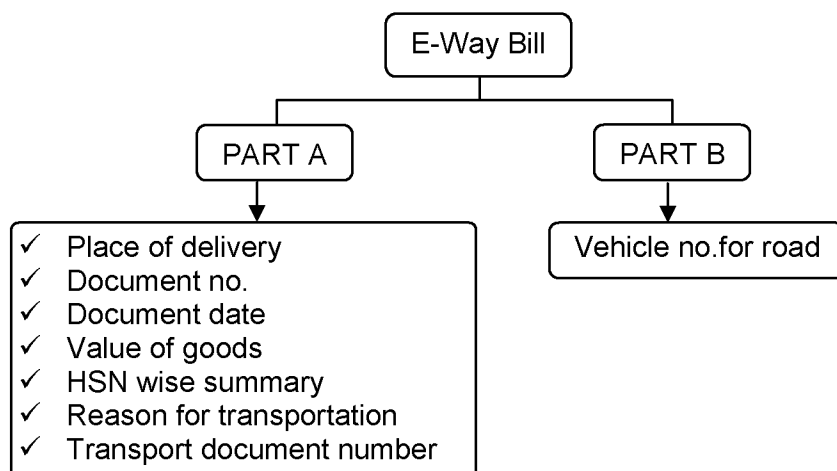 E-Way Bill
PART A
PART B
✓ Place of delivery
✓ Document no.
✓ Document date
✓ Value of goods
✓ HSN wise summary
✓ Reason for transportation
✓ Transport document number
Vehicle no.for road